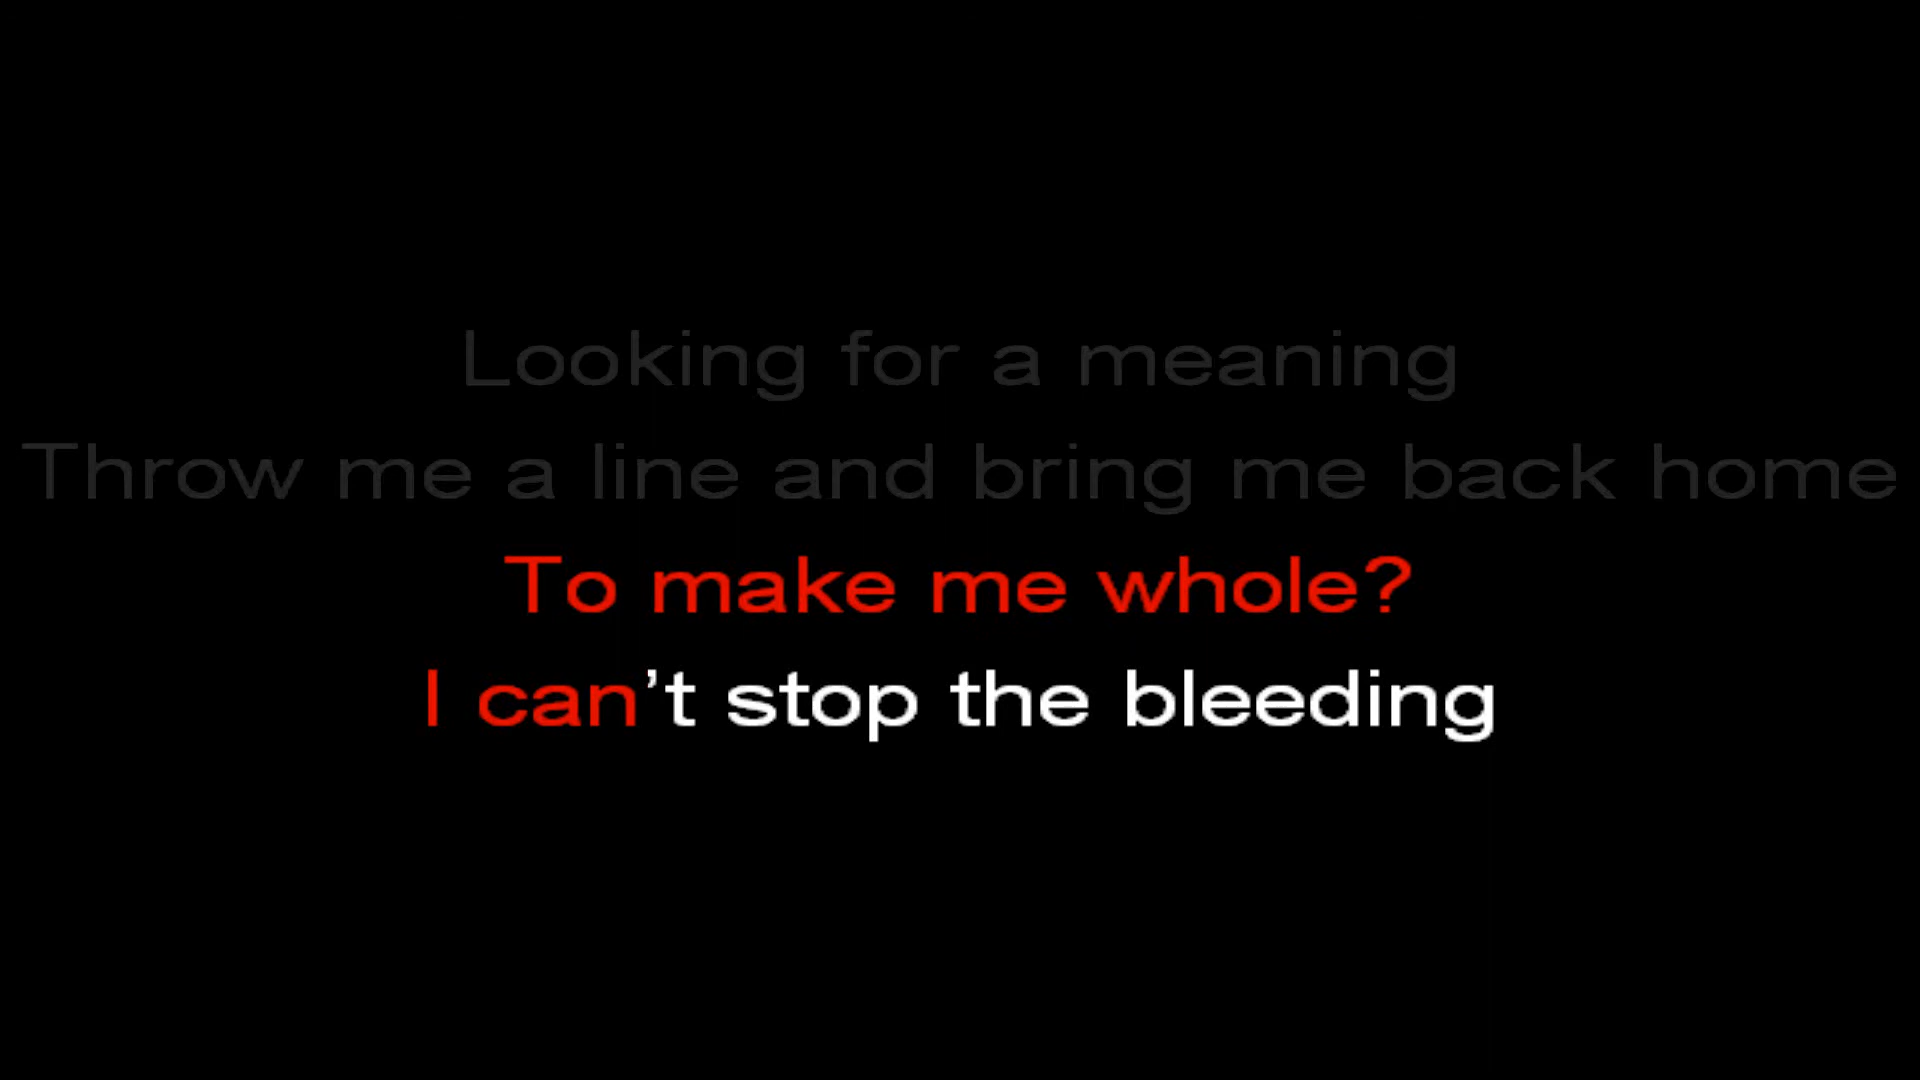 Looking for a meaning
Throw me a line and bring me back home
To make me whole?
I can’t stop the bleeding